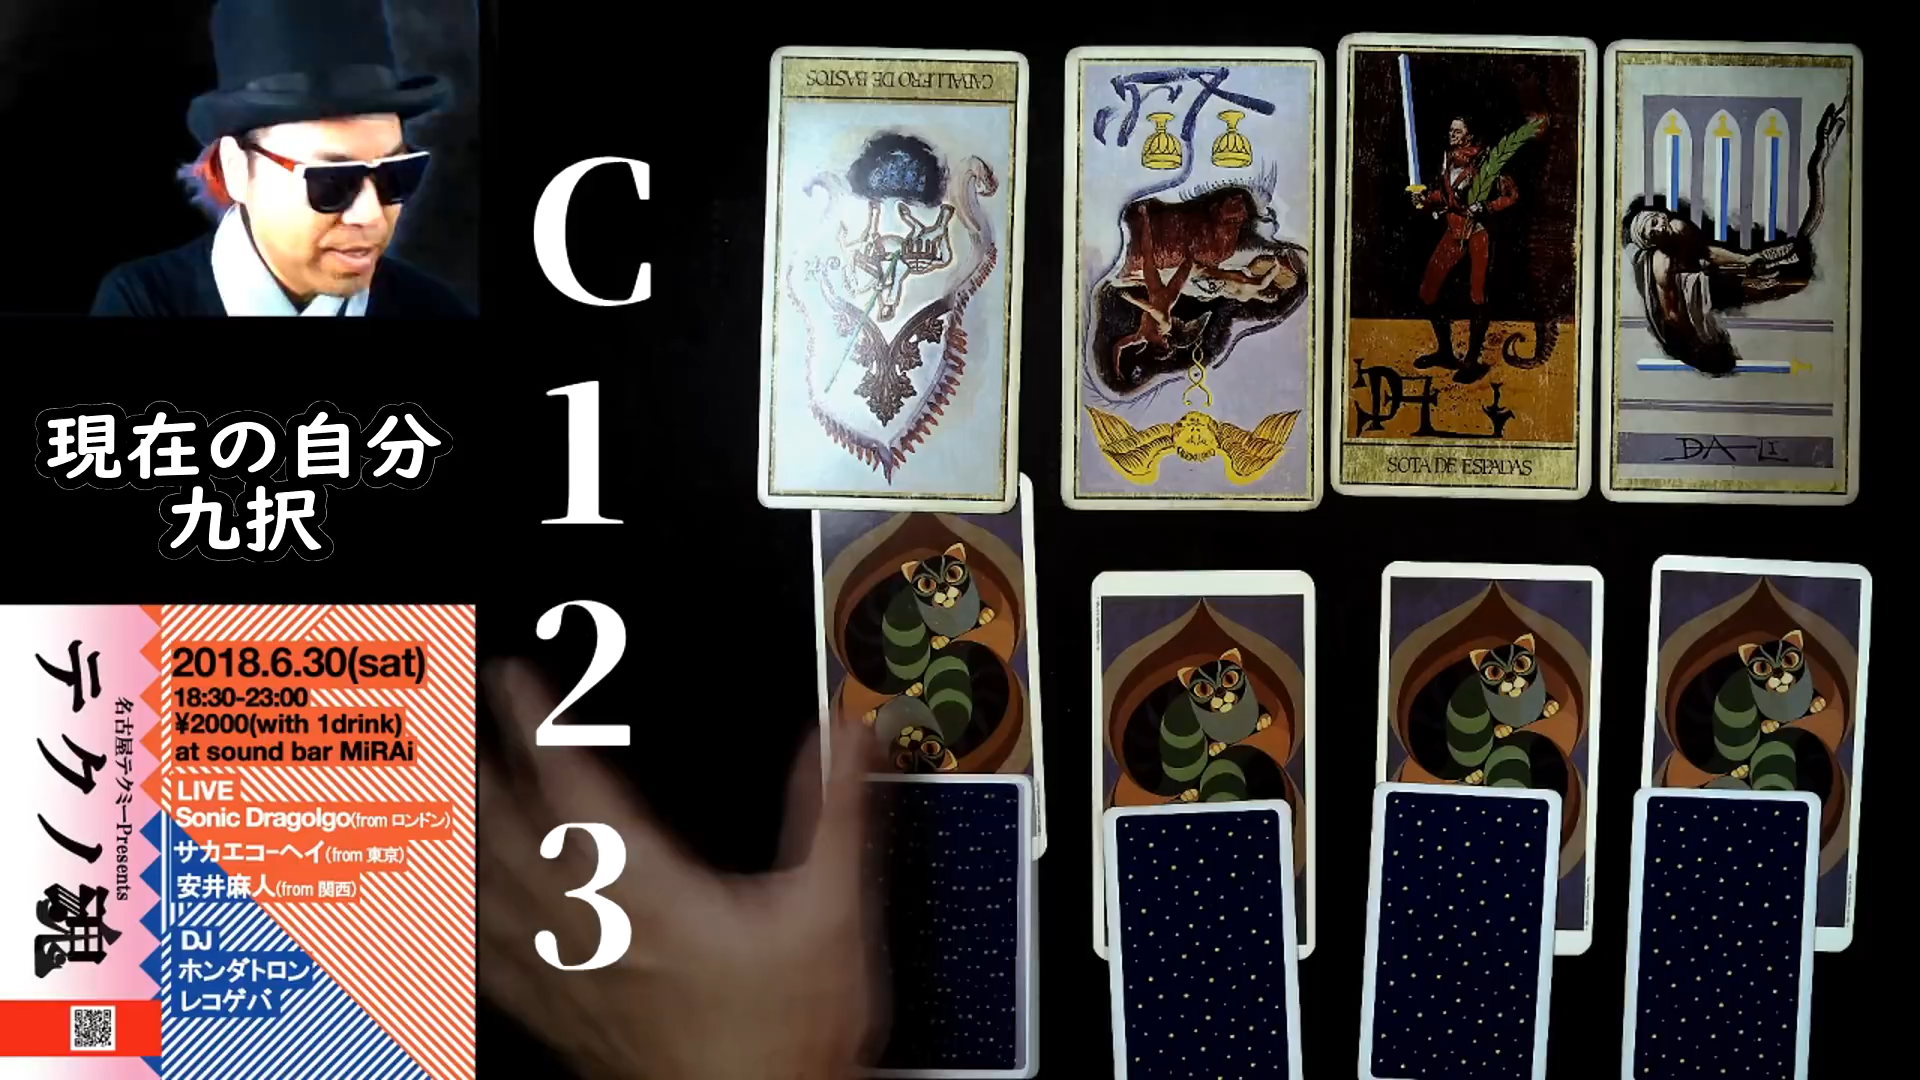 現在の自分
九択
C
1
2
3
CABALLERO DE BASTOS
SOTA DE ESPADAS
DALI
テクノ魂
名古屋テクミーPresents
2018.6.30(sat)
18:30-23:00
¥2000(with 1drink)
at sound bar MiRAi
LIVE
Sonic Dragolgo(from ロンドン)
サカエコーヘイ(from 東京)
安井麻人(from 関西)
DJ
ホンダトロン
レコゲバ